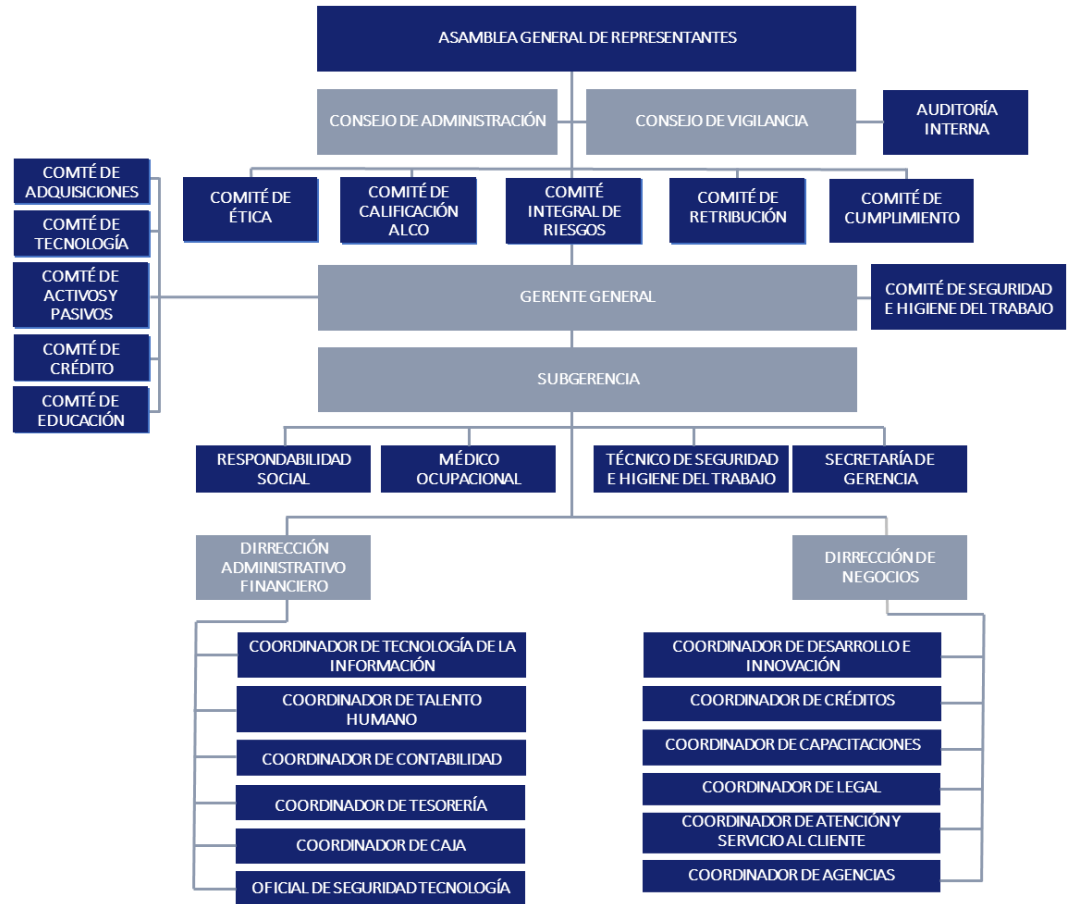 ASAMBLEA GENERAL DE REPRESENTANTES
CONSEJO DE ADMINISTRACIÓN
CONSEJO DE VIGILANCIA
AUDITORÍA
INTERNA
COMTÉ DE
ADQUISICIONES
COMTÉ DE
TECNOLOGÍA
COMTÉ DE
ACTIVOS Y
PASIVOS
COMTÉ DE
CRÉDITO
COMTÉ DE
EDUCACIÓN
COMITÉ DE
ÉTICA
COMITÉ DE
CALIFICACIÓN
ALCO
COMITÉ
INTEGRAL DE
RIESGOS
COMITÉ DE
RETRIBUCIÓN
COMITÉ DE
CUMPLIMIENTO
GERENTE GENERAL
COMITÉ DE SEGURIDAD
E HIGIENE DEL TRABAJO
SUBGERENCIA
RESPONDABILIDAD
SOCIAL
MÉDICO
OCUPACIONAL
TÉCNICO DE SEGURIDAD
E HIGIENE DEL TRABAJO
SECRETARÍA DE
GERENCIA
DIRRECCIÓN
ADMINISTRATIVO
FINANCIERO
DIRRECCIÓN DE
NEGOCIOS
COORDINADOR DE TECNOLOGÍA DE LA
INFORMACIÓN
COORDINADOR DE TALENTO
HUMANO
COORDINADOR DE CONTABILIDAD
COORDINADOR DE TESORERÍA
COORDINADOR DE CAJA
OFICIAL DE SEGURIDAD TECNOLOGÍA
COORDINADOR DE DESARROLLO E
INNOVACIÓN
COORDINADOR DE CRÉDITOS
COORDINADOR DE CAPACITACIONES
COORDINADOR DE LEGAL
COORDINADOR DE ATENCIÓN Y
SERVICIO AL CLIENTE
COORDINADOR DE AGENCIAS